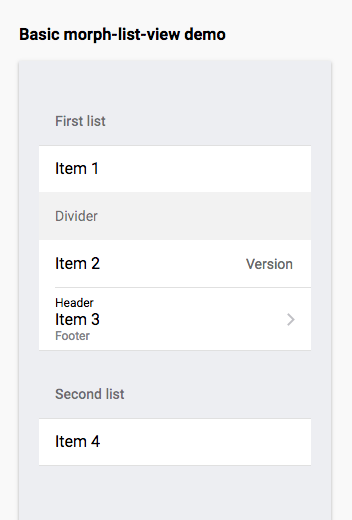 Basic morph-list-view demo
First list
Item 1
Divider
Item 2 Version
Header
Item 3
Footer
Second list
Item 4